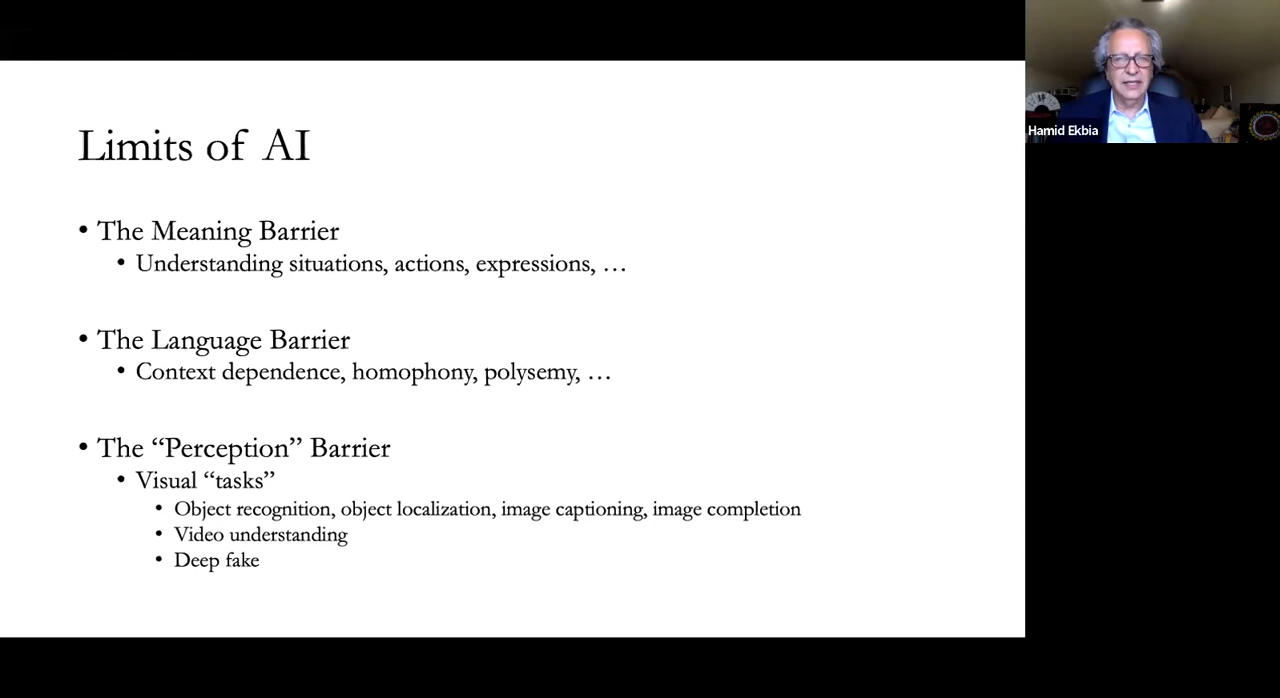 Limits of AI
• The Meaning Barrier
• Understanding situations, actions, expressions, …
• The Language Barrier
• Context dependence, homophony, polysemy, …
• The “Perception” Barrier
• Visual “tasks”
• Object recognition, object localization, image captioning, image completion
• Video understanding
• Deep fake
Hamid Ekbia